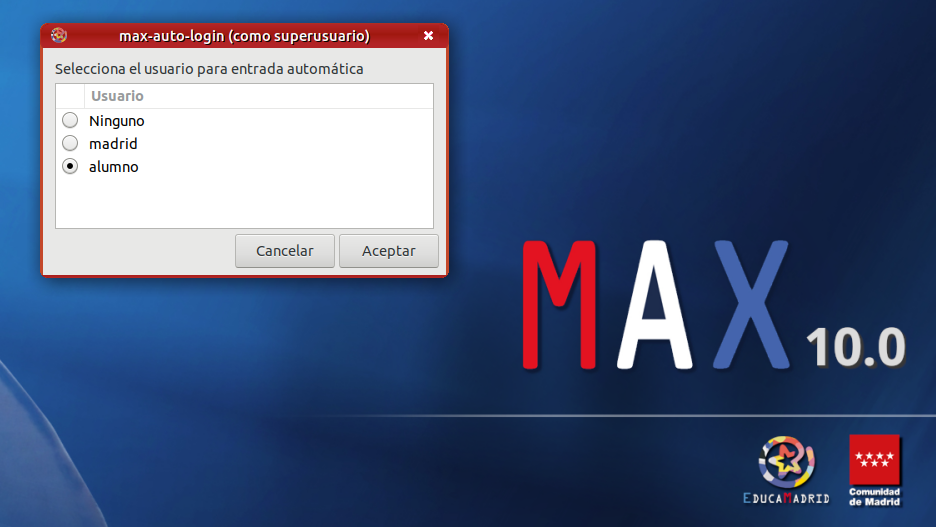 max-auto-login (como superusuario)
Selecciona el usuario para entrada automática
Usuario
Ninguno
madrid
alumno
Cancelar
Aceptar
MAX 10.0
EDUCAMADRID
Comunidad
de Madrid